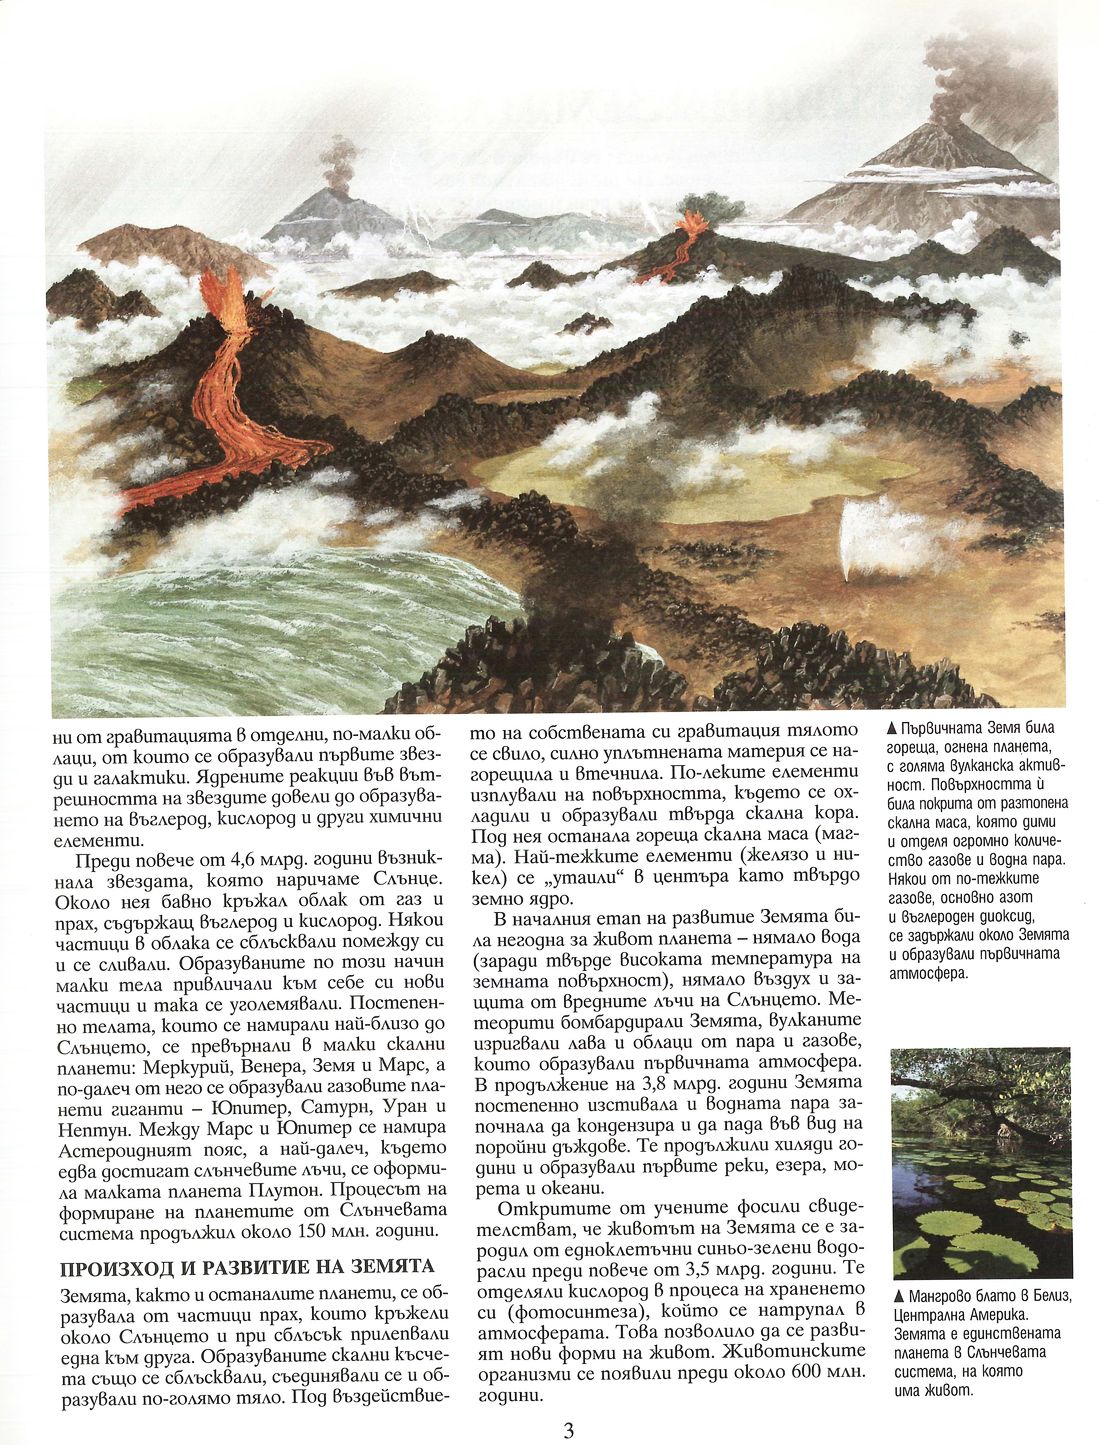 ни от гравитацията в отделни, по-малки об-
лаци, от които се образували първите звез-
ди и галактики. Ядрените реакции във вът-
решността на звездите довели до образува-
нето на въглерод, кислород и други химични
елементи.
Преди повече от 4,6 млрд. години възник-
нала звездата, която наричаме Слънце.
Около нея бавно кръжал облак от газ и
прах, съдържащ въглерод и кислород. Някои
частици в облака се сблъсквали помежду си
и се сливали. Образуваните по този начин
малки тела привличали към себе си нови
частици и така се уголемявали. Постепен-
но телата, които се намирали най-близо до
Слънцето, се превърнали в малки скални
планети: Меркурий, Венера, Земя и Марс, а
по-далеч от него се образували газовите пла-
нети гиганти – Юпитер, Сатурн, Уран и
Нептун. Между Марс и Юпитер се намира
Астероидният пояс, а най-далеч, където
едва достигат слънчевите лъчи, се оформи-
ла малката планета Плутон. Процесът на
формиране на планетите от Слънчевата
система продължил около 150 млн. години.
ПРОИЗХОД И РАЗВИТИЕ НА ЗЕМЯТА
Земята, както и останалите планети, се об-
разувала от частици прах, които кръжели
около Слънцето и при сблъсък прилепвали
една към друга. Образуваните скални късче-
та също се сблъсквали, съединявали се и об-
разували по-голямо тяло. Под въздействие-
то на собствената си гравитация тялото
се свило, силно уплътнената материя се на-
горещила и втечнила. По-леките елементи
изплували на повърхността, където се ох-
ладили и образували твърда скална кора.
Под нея останала гореща скална маса (маг-
ма). Най-тежките елементи (желязо и ни-
кел) се „утаили“ в центъра като твърдо
земно ядро.
В началния етап на развитие Земята би-
ла негодна за живот планета – нямало вода
(заради твърде високата температура на
земната повърхност), нямало въздух и за-
щита от вредните лъчи на Слънцето. Ме-
теорити бомбардирали Земята, вулканите
изригвали лава и облаци от пара и газове,
които образували първичната атмосфера.
В продължение на 3,8 млрд. години Земята
постепенно изстивала и водната пара за-
почнала да кондензира и да пада във вид на
поройни дъждове. Те продължили хиляди го-
дини и образували първите реки, езера, мо-
рета и океани.
Откритите от учените фосили свиде-
телстват, че животът на Земята се е за-
родил от едноклетъчни синьо-зелени водо-
расли преди повече от 3,5 млрд. години. Те
отделяли кислород в процеса на храненето
си (фотосинтеза), който се натрупал в
атмосферата. Това позволило да се разви-
ят нови форми на живот. Животинските
организми се появили преди около 600 млн.
години.
▲ Първичната Земя била
гореща, огнена планета,
с голяма вулканска актив-
ност. Повърхността ѝ
била покрита от разтопена
скална маса, която дими
и отделя огромно количе-
ство газове и водна пара.
Някои от по-тежките
газове, основно азот
и въглероден диоксид,
се задържали около Земята
и образували първичната
атмосфера.
▲ Мангрово блато в Белиз,
Централна Америка.
Земята е единствената
планета в Слънчевата
система, на която
има живот.
3